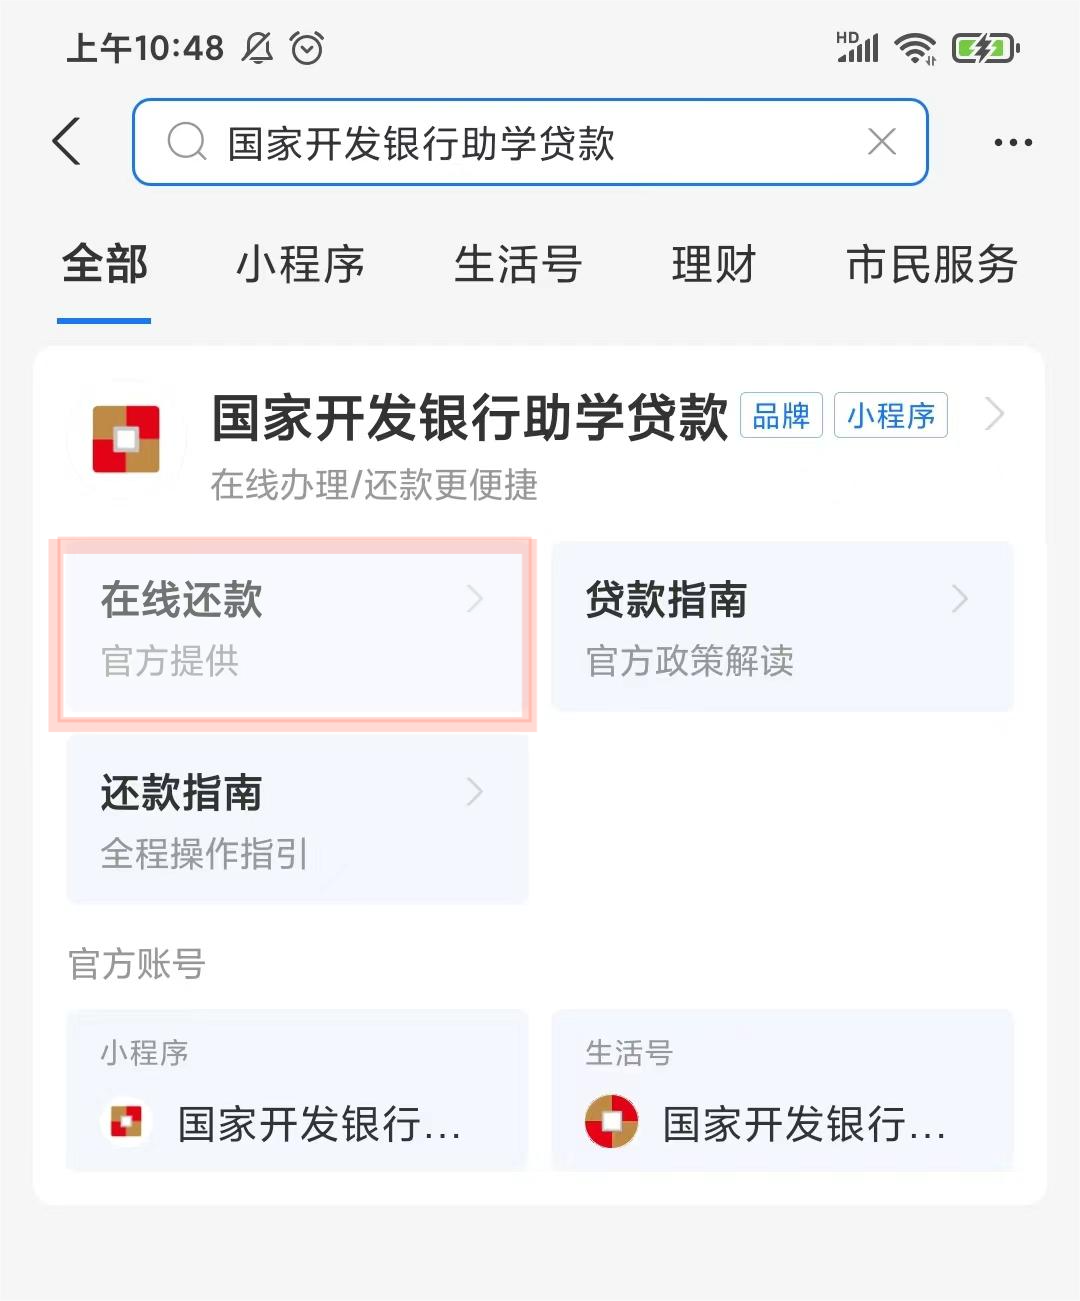 上午10:48
HD
国家开发银行助学贷款
全部 小程序 生活号 理财 市民服务
国家开发银行助学贷款 品牌 小程序
在线办理/还款更便捷
在线还款
官方提供
贷款指南
官方政策解读
还款指南
全程操作指引
官方账号
小程序
国家开发银行...
生活号
国家开发银行...